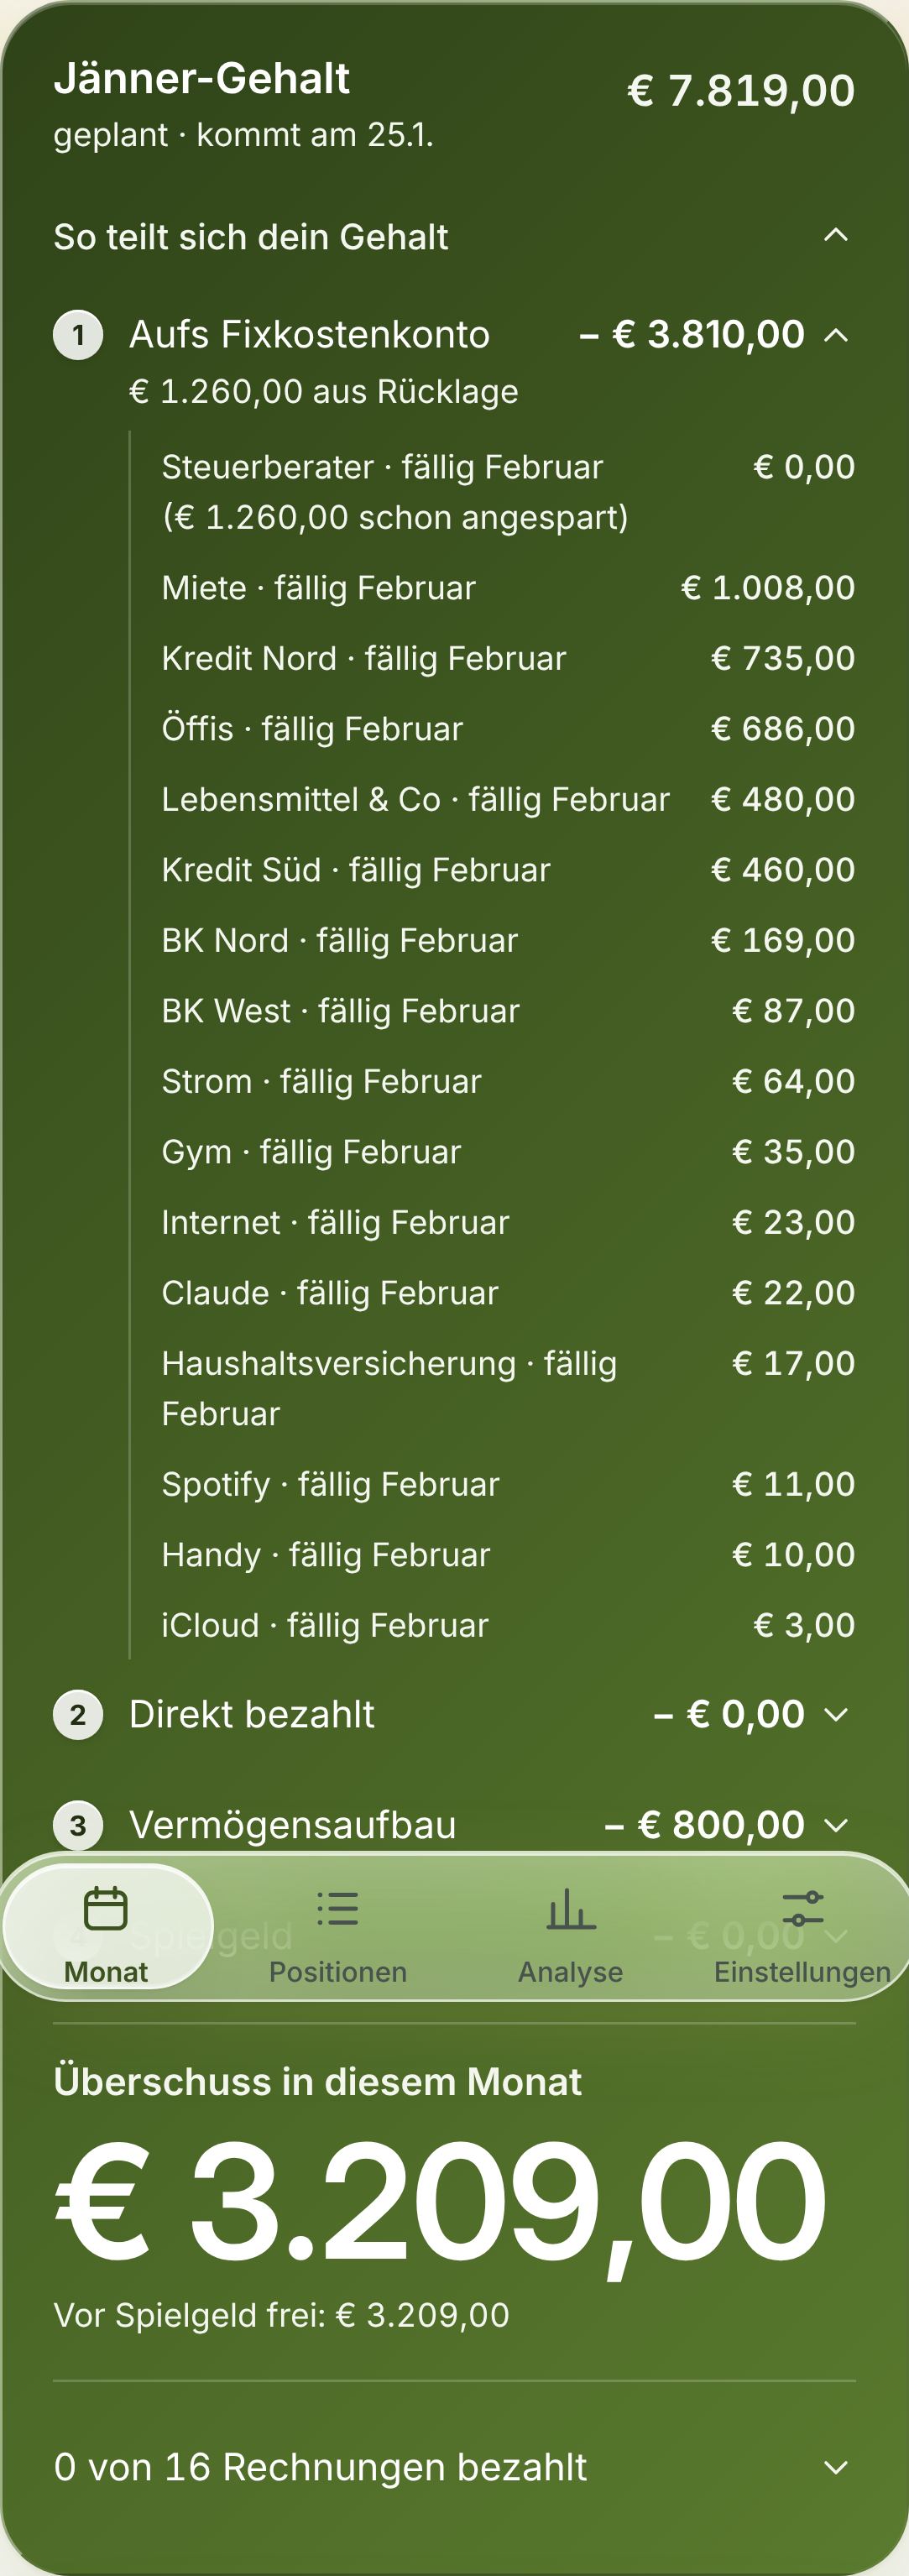 Jänner-Gehalt
€ 7.819,00
geplant · kommt am 25.1.
So teilt sich dein Gehalt
1 Aufs Fixkostenkonto – € 3.810,00
€ 1.260,00 aus Rücklage
Steuerberater · fällig Februar € 0,00
(€ 1.260,00 schon angespart)
Miete · fällig Februar € 1.008,00
Kredit Nord · fällig Februar € 735,00
Öffis · fällig Februar € 686,00
Lebensmittel & Co · fällig Februar € 480,00
Kredit Süd · fällig Februar € 460,00
BK Nord · fällig Februar € 169,00
BK West · fällig Februar € 87,00
Strom · fällig Februar € 64,00
Gym · fällig Februar € 35,00
Internet · fällig Februar € 23,00
Claude · fällig Februar € 22,00
Haushaltsversicherung · fällig € 17,00
Februar
Spotify · fällig Februar € 11,00
Handy · fällig Februar € 10,00
iCloud · fällig Februar € 3,00
2 Direkt bezahlt – € 0,00
3 Vermögensaufbau – € 800,00
4 Spielgeld – € 0,00
Monat Positionen Analyse Einstellungen
Überschuss in diesem Monat
€ 3.209,00
Vor Spielgeld frei: € 3.209,00
0 von 16 Rechnungen bezahlt